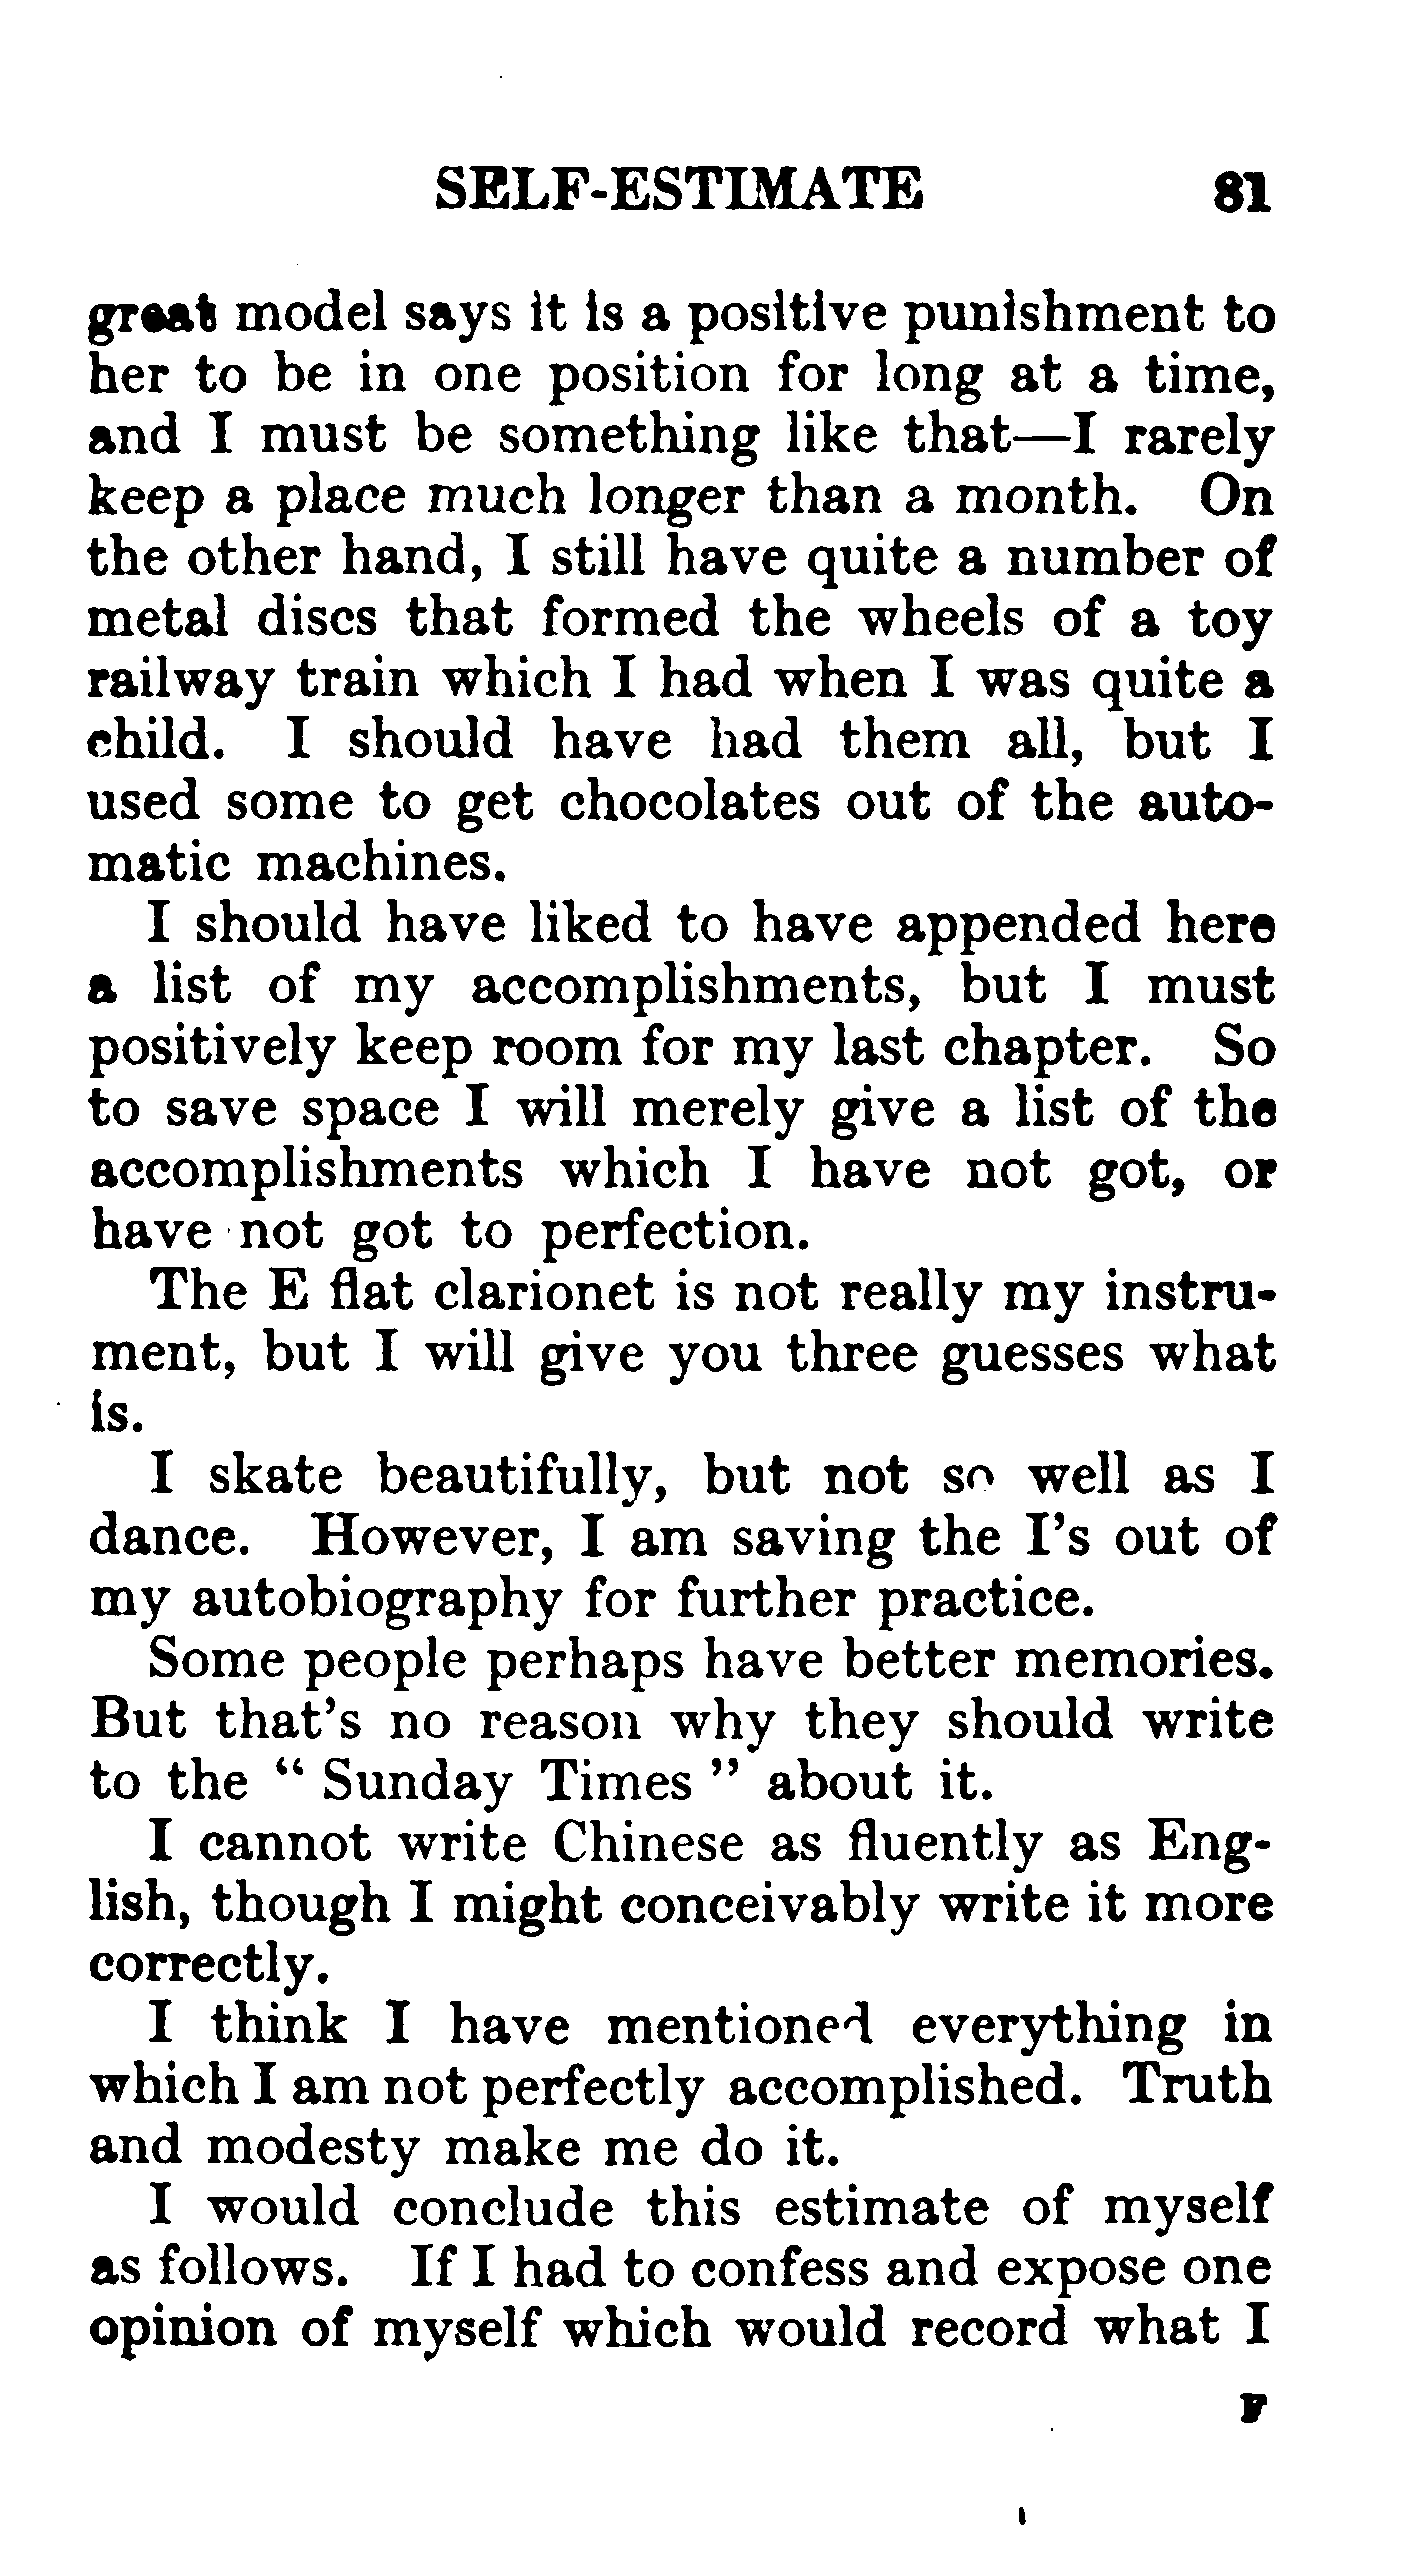 SELF-ESTIMATE 81
great model says it is a positive punishment to
her to be in one position for long at a time,
and I must be something like that—I rarely
keep a place much longer than a month. On
the other hand, I still have quite a number of
metal discs that formed the wheels of a toy
railway train which I had when I was quite a
child. I should have had them all, but I
used some to get chocolates out of the auto-
matic machines.
I should have liked to have appended here
a list of my accomplishments, but I must
positively keep room for my last chapter. So
to save space I will merely give a list of the
accomplishments which I have not got, or
have not got to perfection.
The E flat clarionet is not really my instru-
ment, but I will give you three guesses what
is.
I skate beautifully, but not so well as I
dance. However, I am saving the I's out of
my autobiography for further practice.
Some people perhaps have better memories.
But that's no reason why they should write
to the “ Sunday Times ” about it.
I cannot write Chinese as fluently as Eng-
lish, though I might conceivably write it more
correctly.
I think I have mentioned everything in
which I am not perfectly accomplished. Truth
and modesty make me do it.
I would conclude this estimate of myself
as follows. If I had to confess and expose one
opinion of myself which would record what I
F